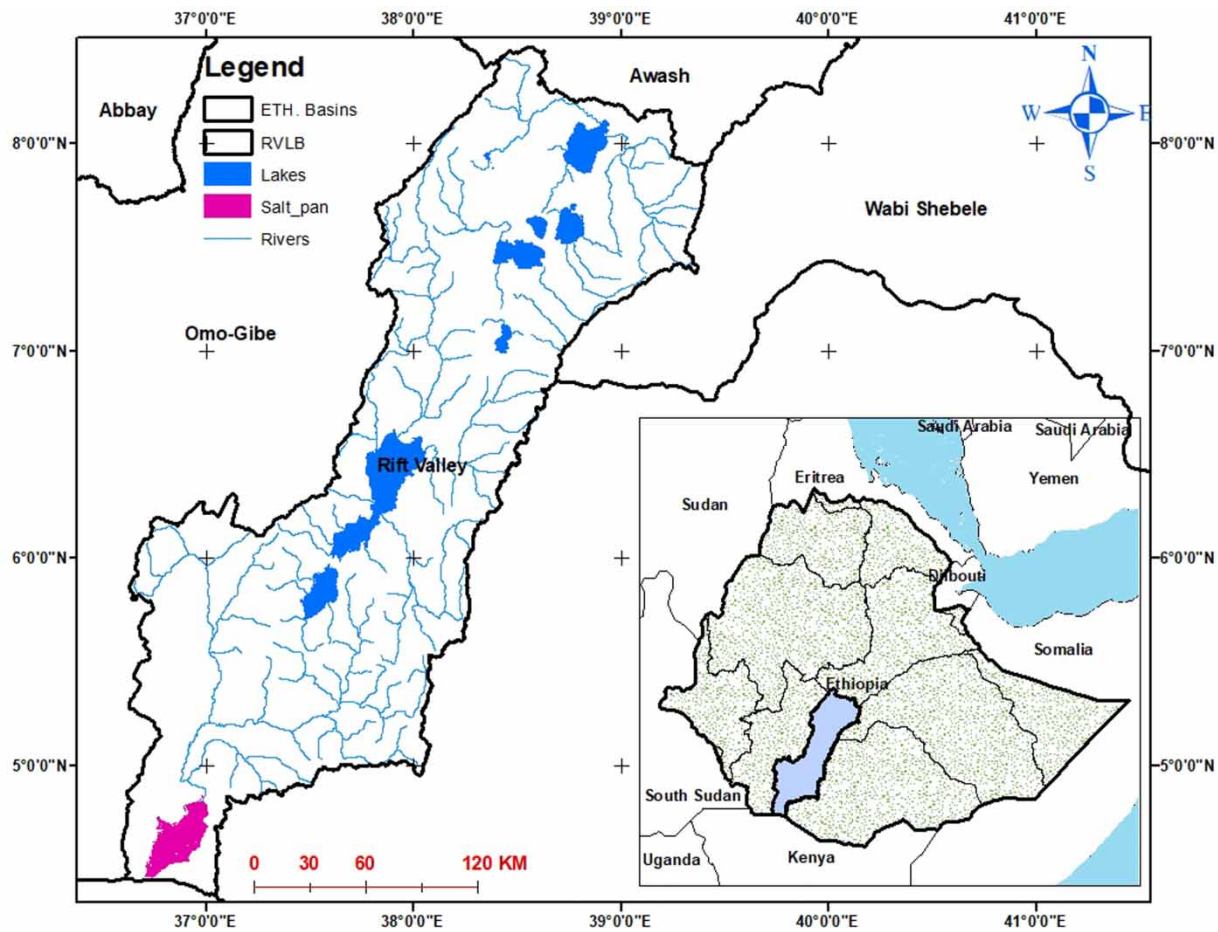 37°0'0"E 38°0'0"E 39°0'0"E 40°0'0"E 41°0'0"E
Legend
ETH. Basins
RVLB
Lakes
Salt_pan
Rivers
Abbay
Awash
N
W E
S
8°0'0"N 8°0'0"N
Wabi Shebele
Omo-Gibe
7°0'0"N 7°0'0"N
Rift Valley
Saudi Arabia Saudi Arabia
Eritrea Yemen
Sudan
6°0'0"N 6°0'0"N
Djibouti
Somalia
Ethiopia
5°0'0"N 5°0'0"N
South Sudan
Uganda Kenya
0 30 60 120 KM
37°0'0"E 38°0'0"E 39°0'0"E 40°0'0"E 41°0'0"E